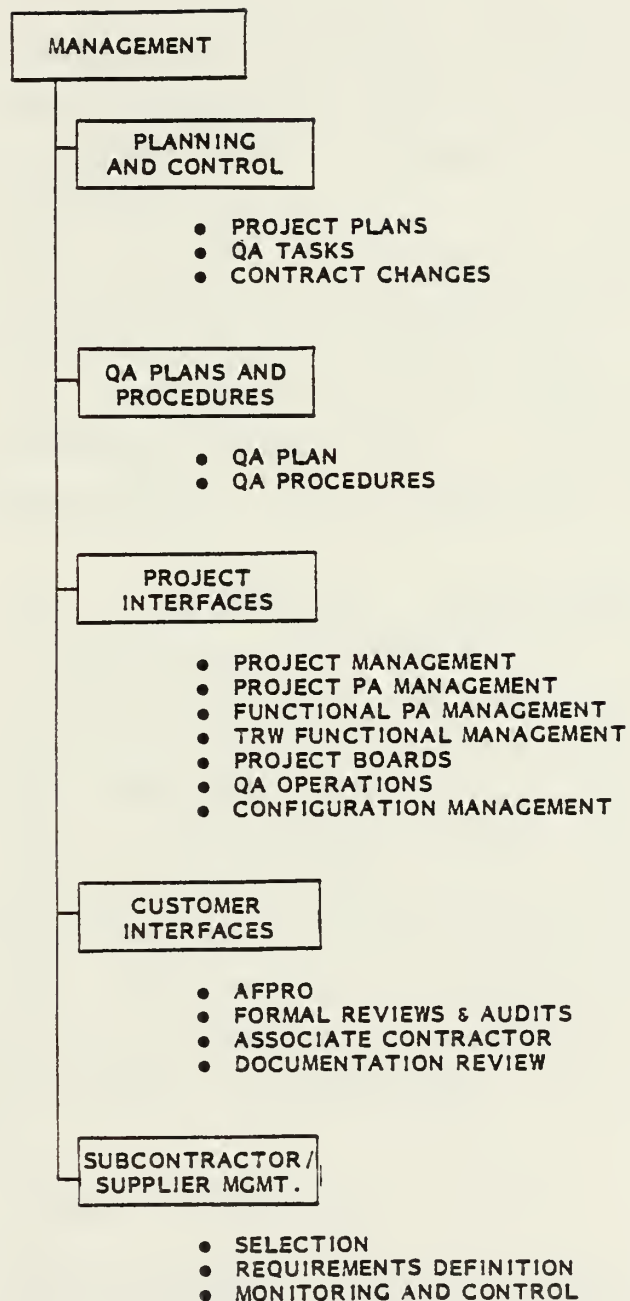 MANAGEMENT
PLANNING
AND CONTROL
● PROJECT PLANS
● QA TASKS
● CONTRACT CHANGES
QA PLANS AND
PROCEDURES
● QA PLAN
● QA PROCEDURES
PROJECT
INTERFACES
● PROJECT MANAGEMENT
● PROJECT PA MANAGEMENT
● FUNCTIONAL PA MANAGEMENT
● TRW FUNCTIONAL MANAGEMENT
● PROJECT BOARDS
● QA OPERATIONS
● CONFIGURATION MANAGEMENT
CUSTOMER
INTERFACES
● AFPRO
● FORMAL REVIEWS & AUDITS
● ASSOCIATE CONTRACTOR
● DOCUMENTATION REVIEW
SUBCONTRACTOR/
SUPPLIER MGMT.
● SELECTION
● REQUIREMENTS DEFINITION
● MONITORING AND CONTROL